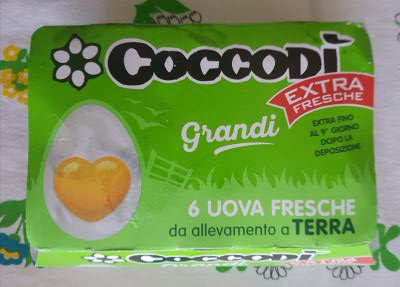 COCCODÌ
EXTRA
FRESCHE
Grandi
EXTRA FINO
AL 9° GIORNO
DOPO LA
DEPOSIZIONE
6 UOVA FRESCHE
da allevamento a TERRA
COCCODÌ